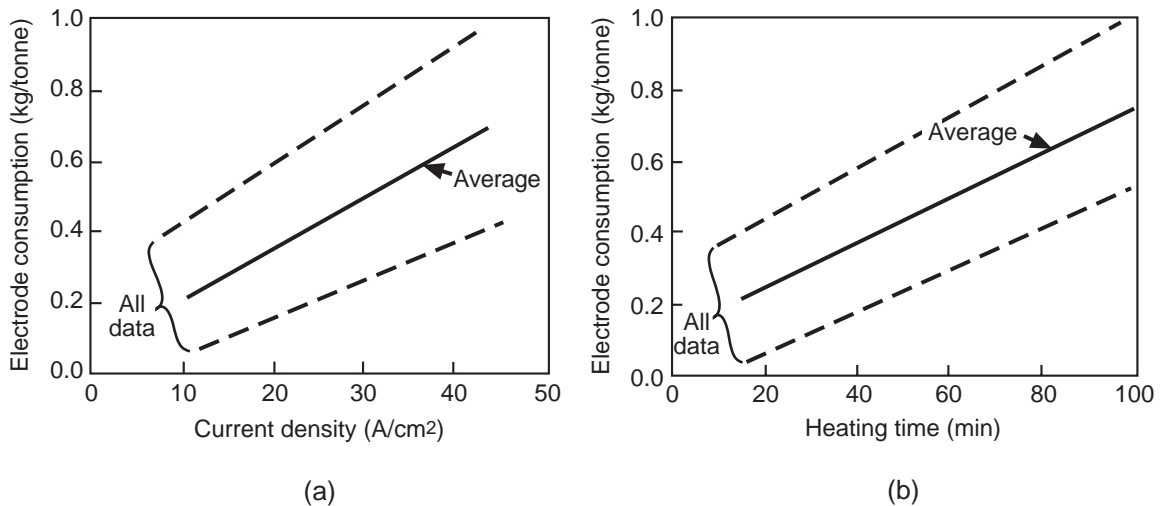 Electrode consumption (kg/tonne)
1.0
0.8
0.6
0.4
0.2
0.0
Average
All
data
0
10
20
30
40
50
Current density (A/cm2)
(a)
Electrode consumption (kg/tonne)
1.0
0.8
0.6
0.4
0.2
0.0
Average
All
data
0
20
40
60
80
100
Heating time (min)
(b)